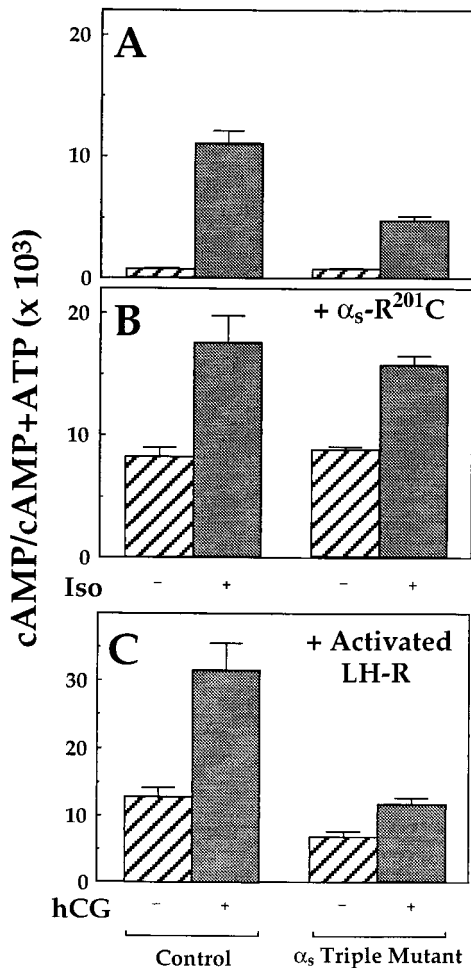 cAMP/cAMP+ATP (x 10³)
A
20
10
0
B
+ αₛ-R²⁰¹C
20
10
0
Iso - + - +
C
+ Activated
LH-R
30
20
10
0
hCG - + - +
Control αₛ Triple Mutant